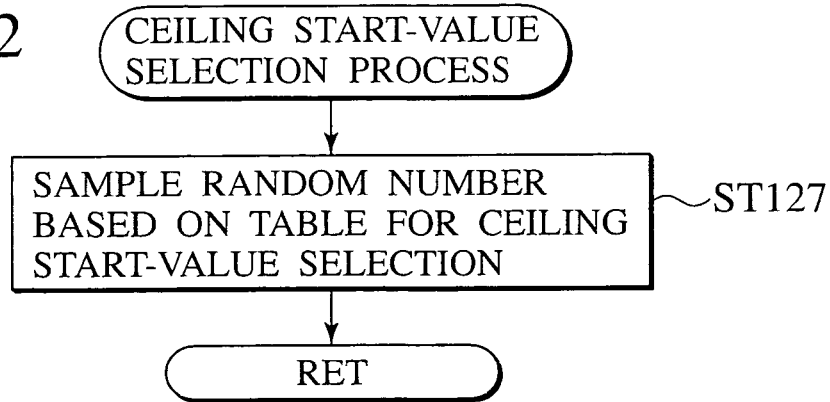 2
CEILING START-VALUE
SELECTION PROCESS
SAMPLE RANDOM NUMBER
BASED ON TABLE FOR CEILING
START-VALUE SELECTION
ST127
RET